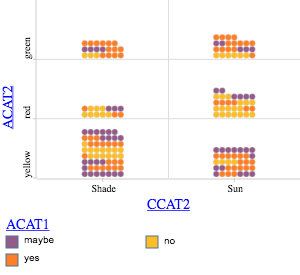 green
red
yellow
ACAT2
Shade Sun
CCAT2
ACAT1
maybe no
yes